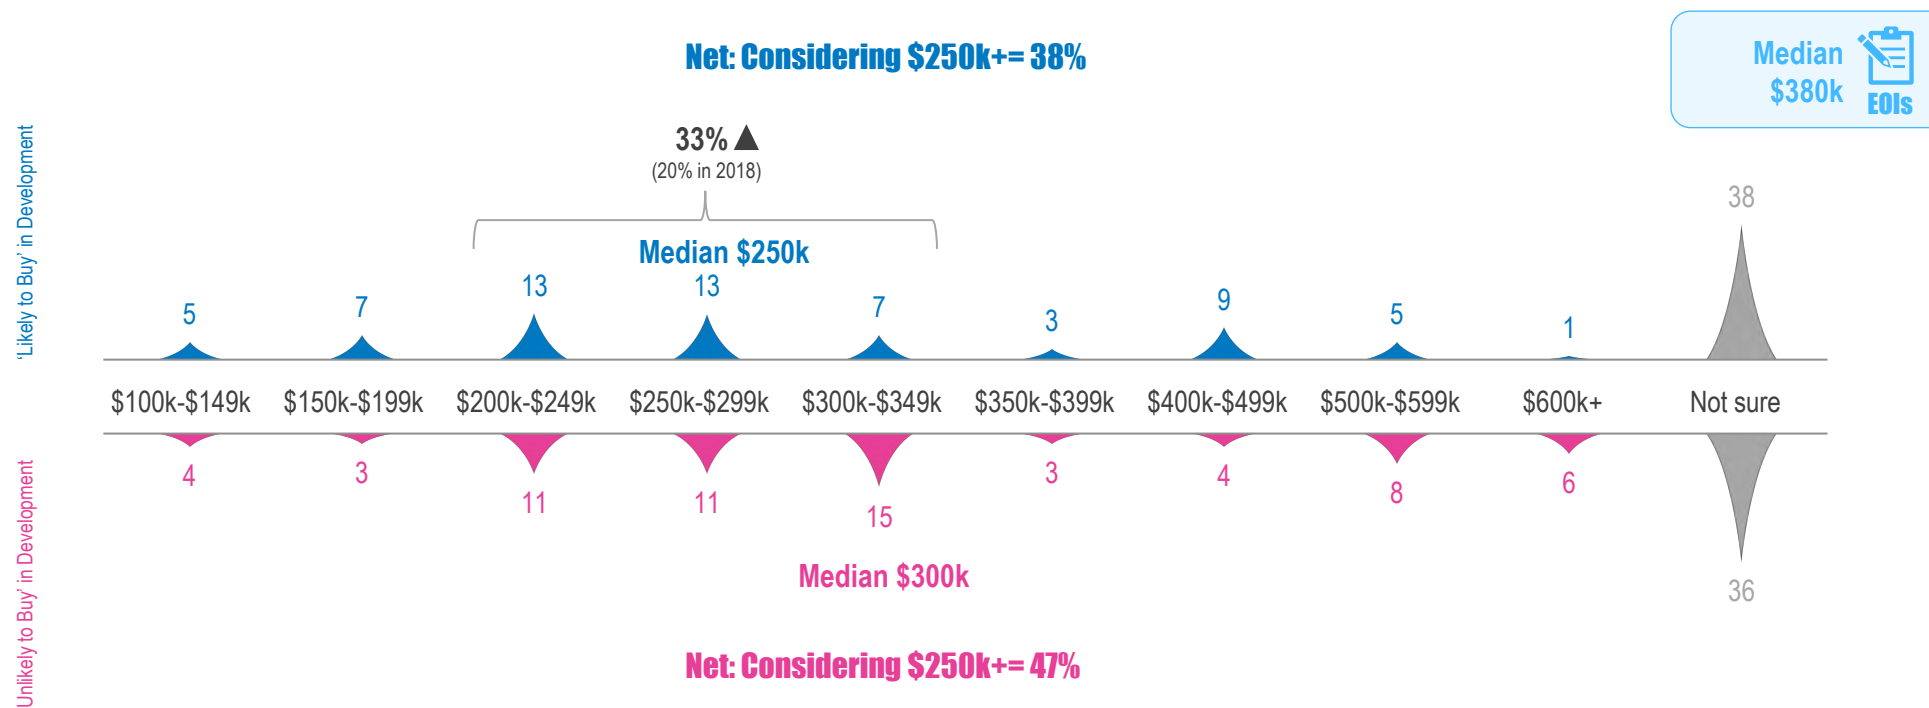 Net: Considering $250k+= 38%
Median
$380k
EOIs
'Likely to Buy' in Development
33%
(20% in 2018)
Median $250k
5 7 13 13 7 3 9 5 1 38
$100k-$149k $150k-$199k $200k-$249k $250k-$299k $300k-$349k $350k-$399k $400k-$499k $500k-$599k $600k+ Not sure
4 3 11 11 15 3 4 8 6 36
Unlikely to Buy' in Development
Median $300k
Net: Considering $250k+= 47%